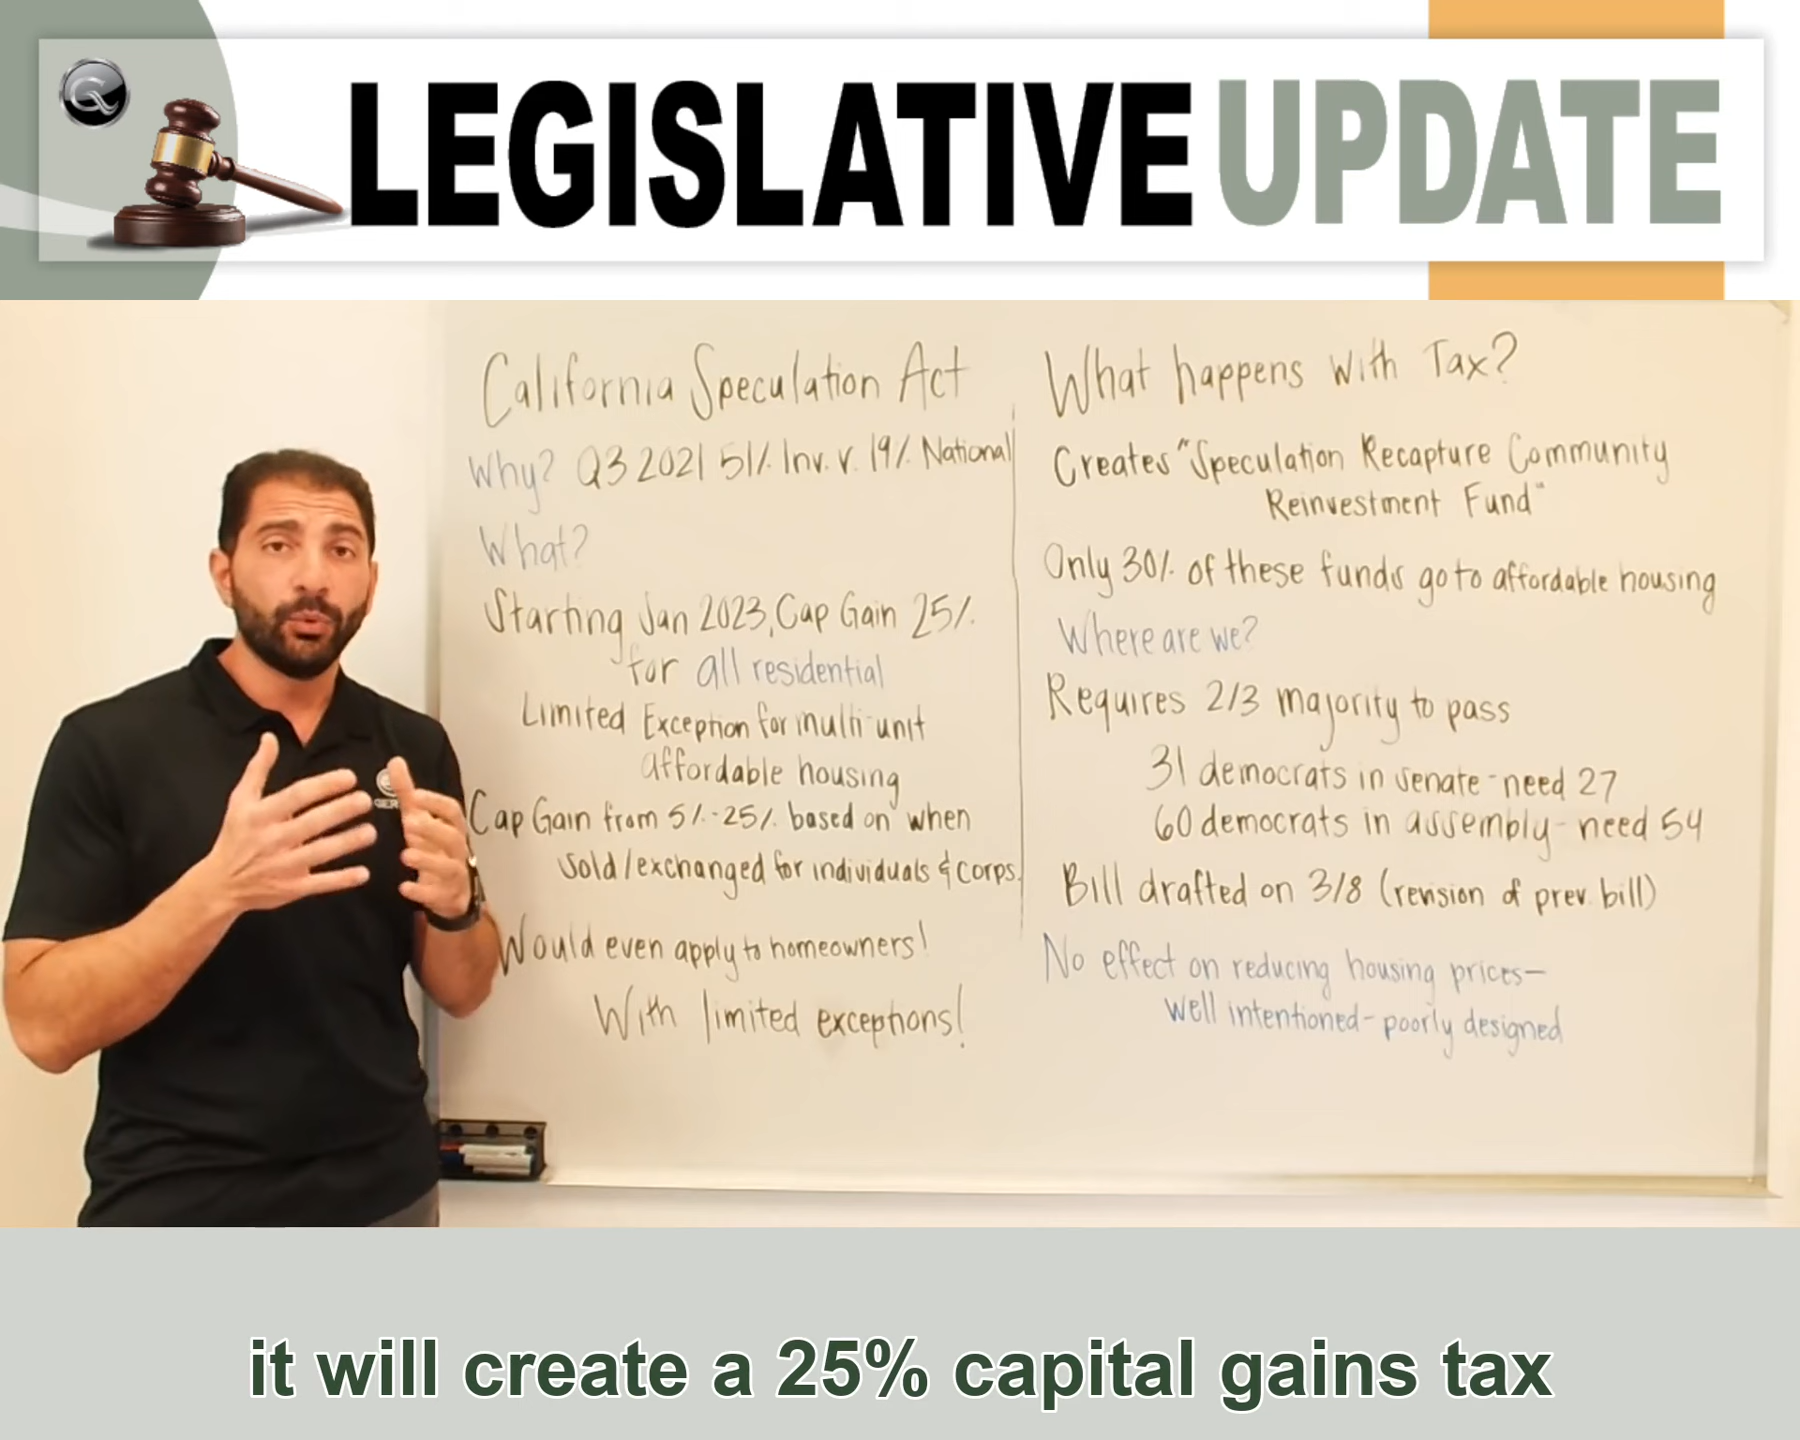 LEGISLATIVE UPDATE
California Speculation Act
Why? Q3 2021 51% Inv. v. 19% National
What?
Starting Jan 2023, Cap Gain 25%
for all residential
Limited Exception for multi-unit
affordable housing
Cap Gain from 5%-25% based on when
sold/exchanged for individuals & corps.
Would even apply to homeowners!
With limited exceptions!
What happens with Tax?
Creates "Speculation Recapture Community
Reinvestment Fund"
Only 30% of these funds go to affordable housing
Where are we?
Requires 2/3 majority to pass
31 democrats in senate-need 27
60 democrats in assembly-need 54
Bill drafted on 3/8 (revision of prev. bill)
No effect on reducing housing prices-
well intentioned-poorly designed
it will create a 25% capital gains tax